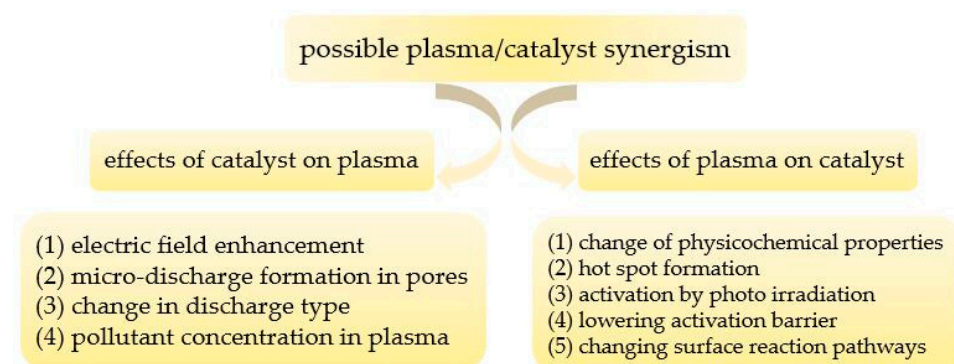 possible plasma/catalyst synergism
effects of catalyst on plasma
effects of plasma on catalyst
(1) electric field enhancement
(2) micro-discharge formation in pores
(3) change in discharge type
(4) pollutant concentration in plasma
(1) change of physicochemical properties
(2) hot spot formation
(3) activation by photo irradiation
(4) lowering activation barrier
(5) changing surface reaction pathways